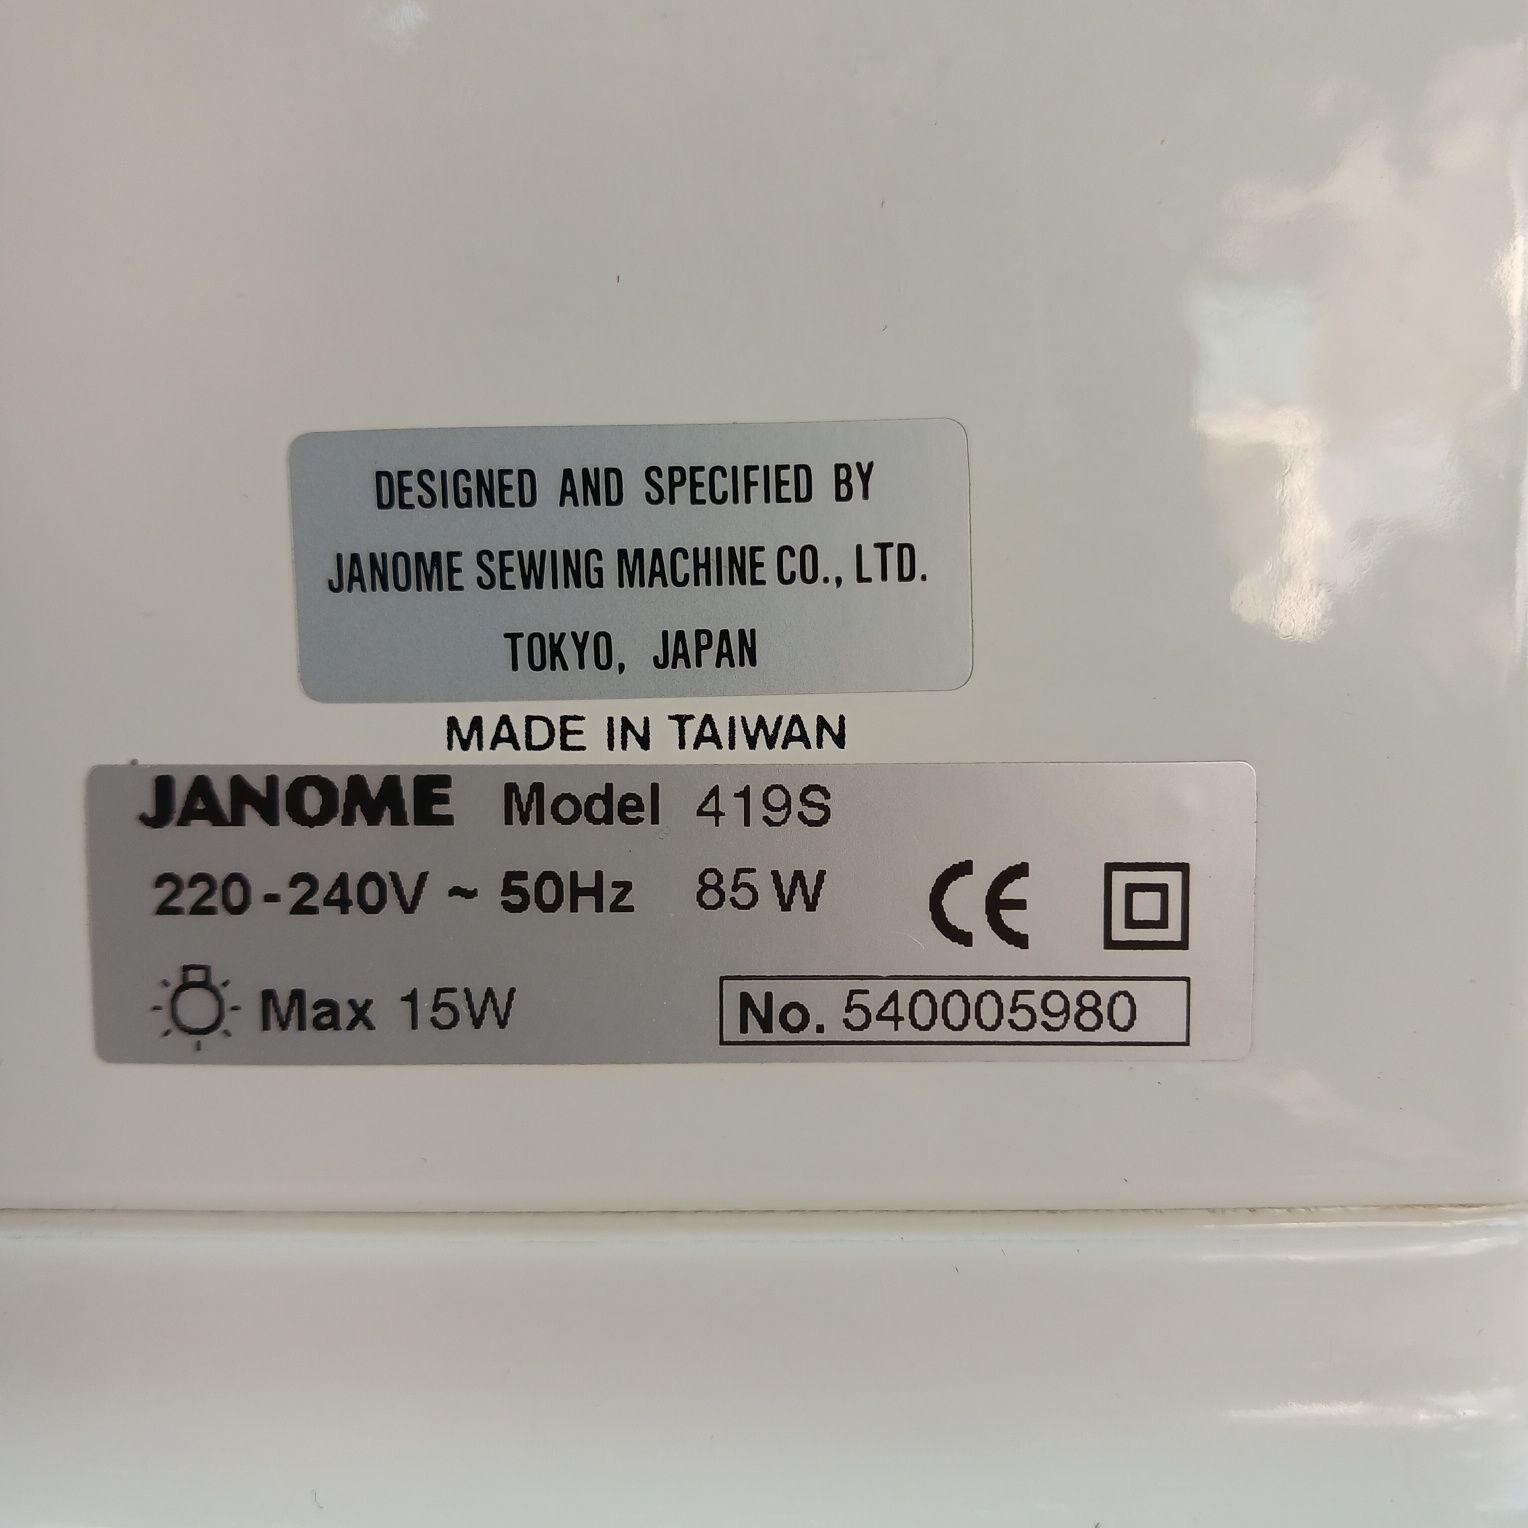 DESIGNED AND SPECIFIED BY
JANOME SEWING MACHINE CO., LTD.
TOKYO, JAPAN
MADE IN TAIWAN
JANOME Model 419S
220-240V ~ 50Hz 85W CE
Max 15W No. 540005980